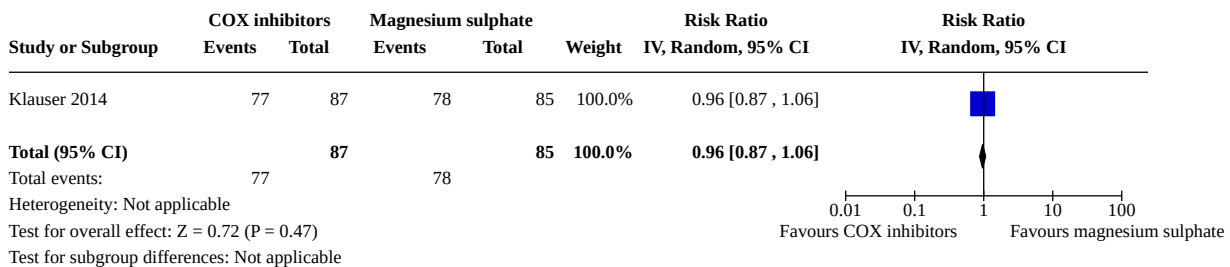 COX inhibitors Magnesium sulphate Risk Ratio Risk Ratio
Study or Subgroup Events Total Events Total Weight IV, Random, 95% CI IV, Random, 95% CI
Klauser 2014 77 87 78 85 100.0% 0.96 [0.87 , 1.06]
Total (95% CI) 87 85 100.0% 0.96 [0.87 , 1.06]
Total events: 77 78
Heterogeneity: Not applicable
0.01 0.1 1 10 100
Test for overall effect: Z = 0.72 (P = 0.47) Favours COX inhibitors Favours magnesium sulphate
Test for subgroup differences: Not applicable